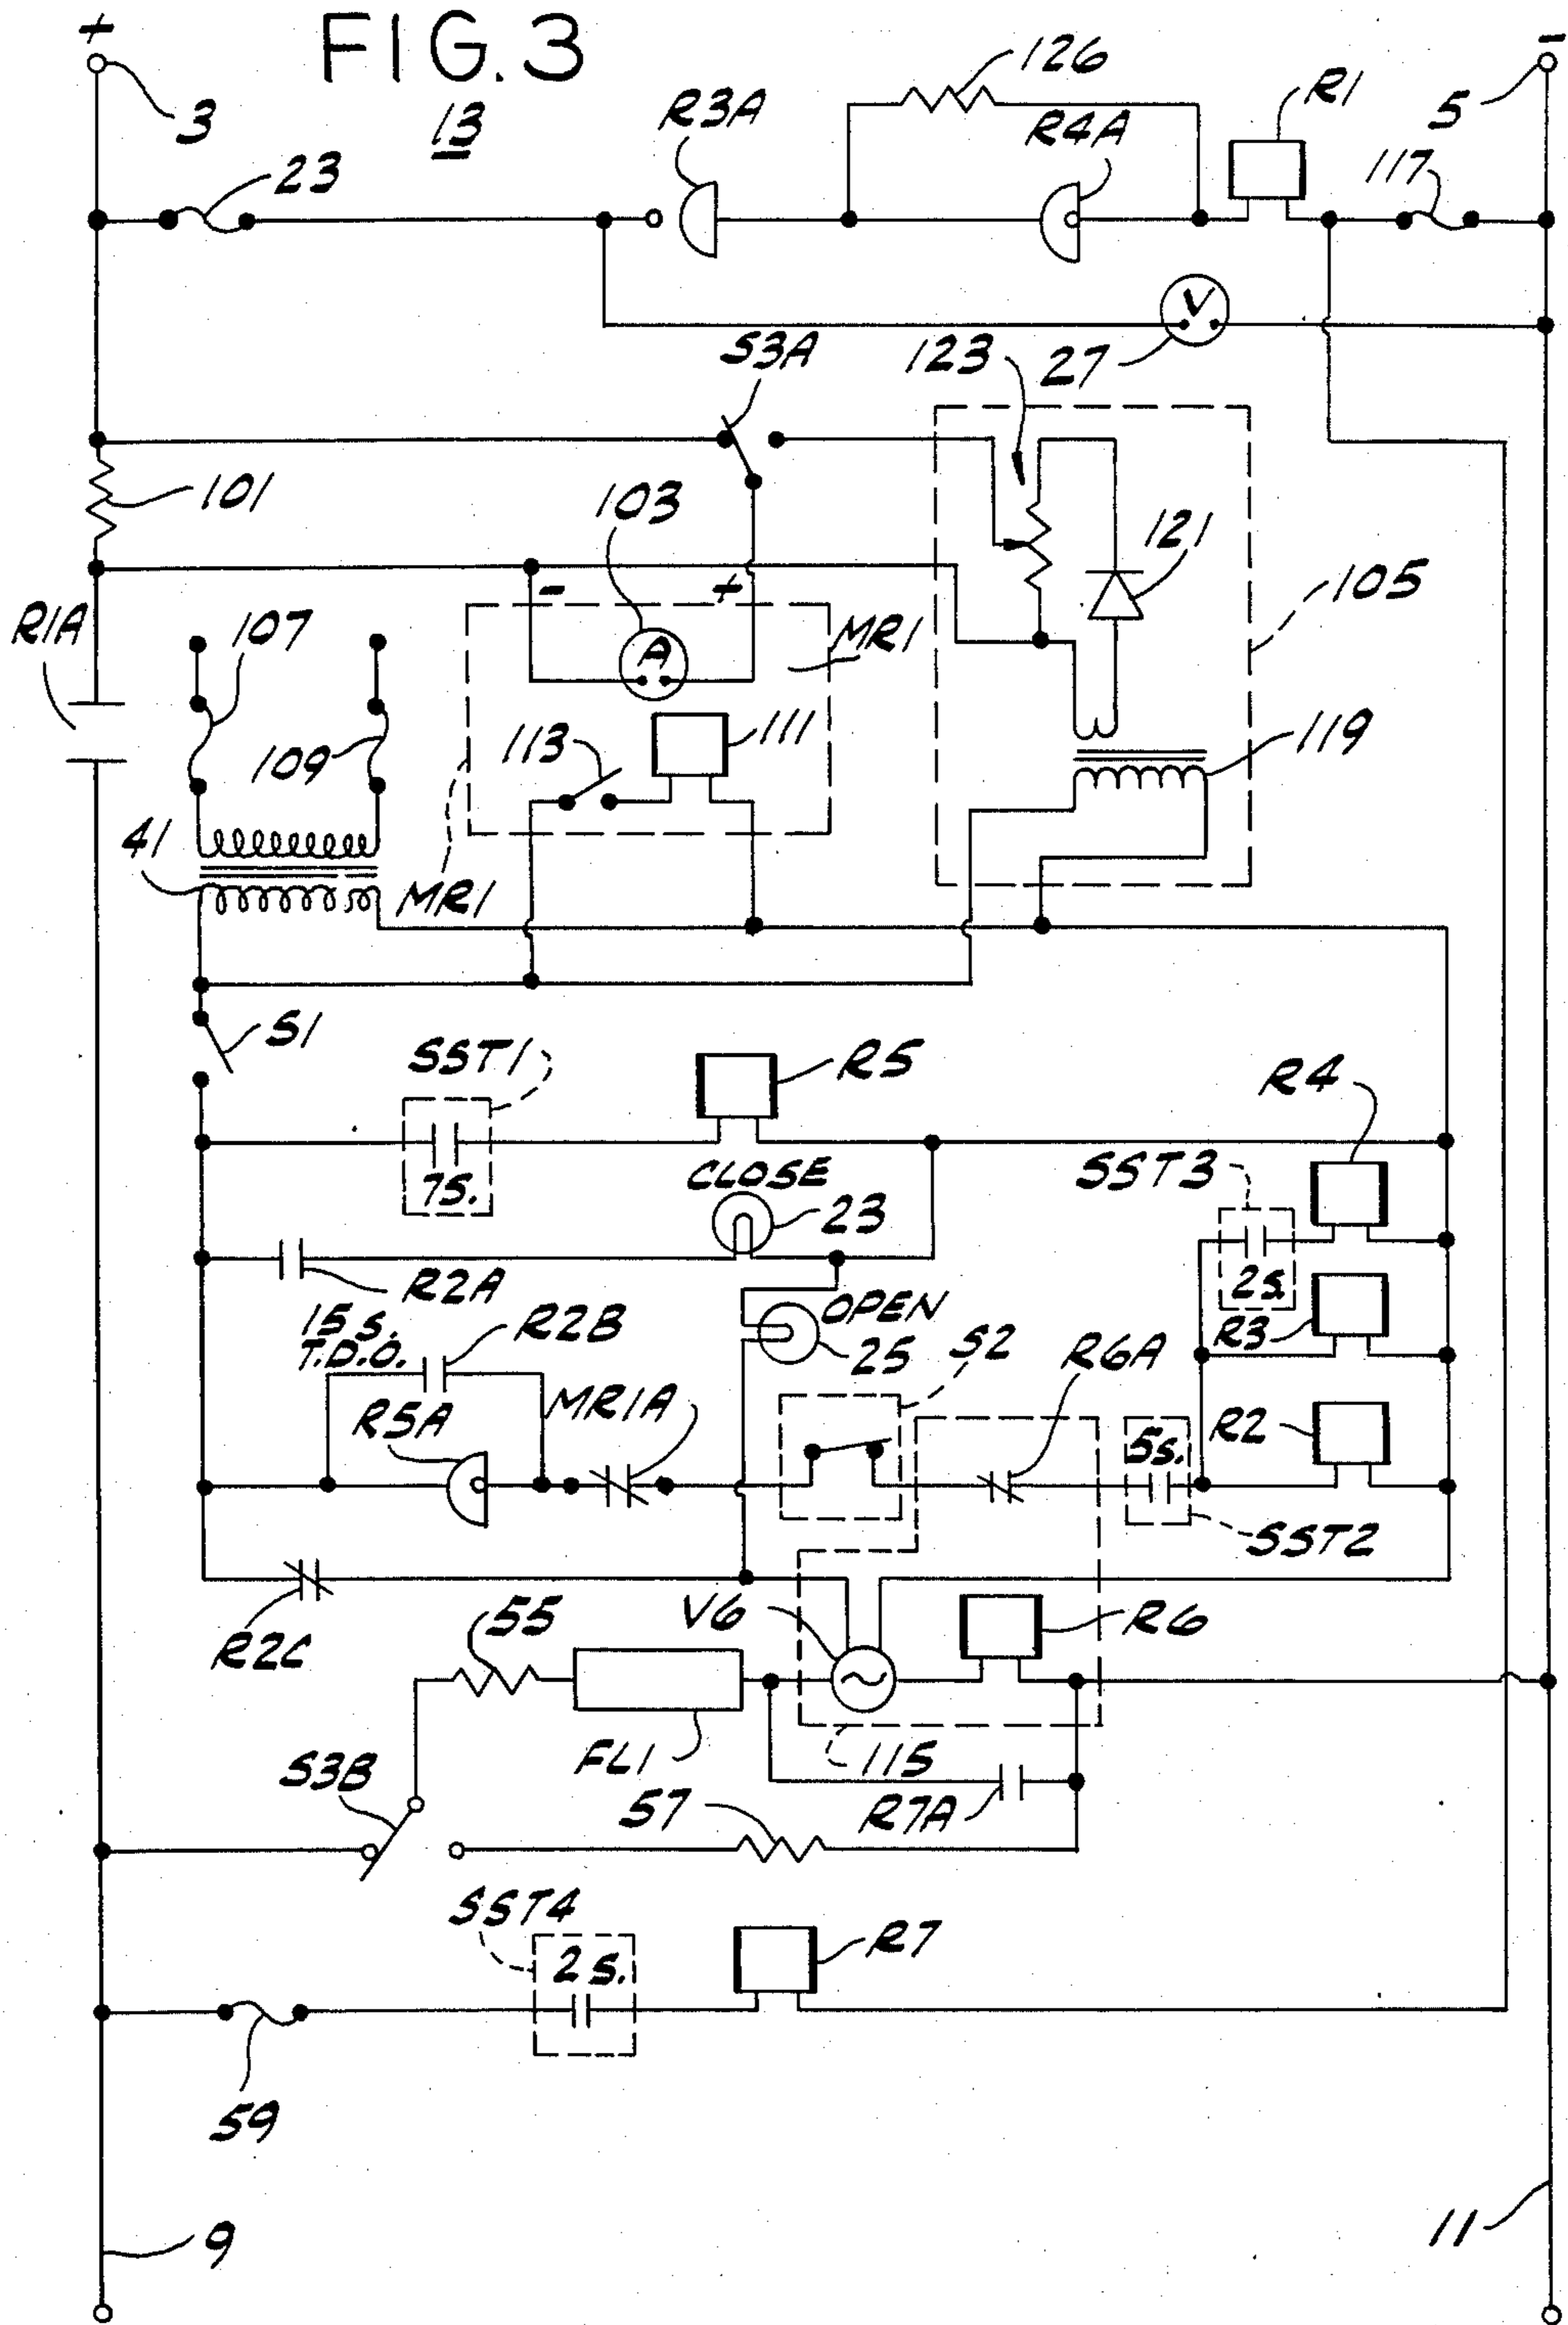 +
FIG. 3
-
3
13
R3A
126
R4A
R1
5
117
23
V
27
S3A
123
101
103
121
105
-
+
R1A
107
A
MR1
109
113
111
119
41
MR1
S1
SST1
R5
R4
7s.
CLOSE
23
SST3
2s.
R2A
15 s.
T.D.O.
R2B
OPEN
25
S2
R6A
R3
R5A
MR1A
5s.
R2
SST2
R2C
55
V6
R6
FL1
115
S3B
57
R7A
SST4
2 s.
R7
59
9
11